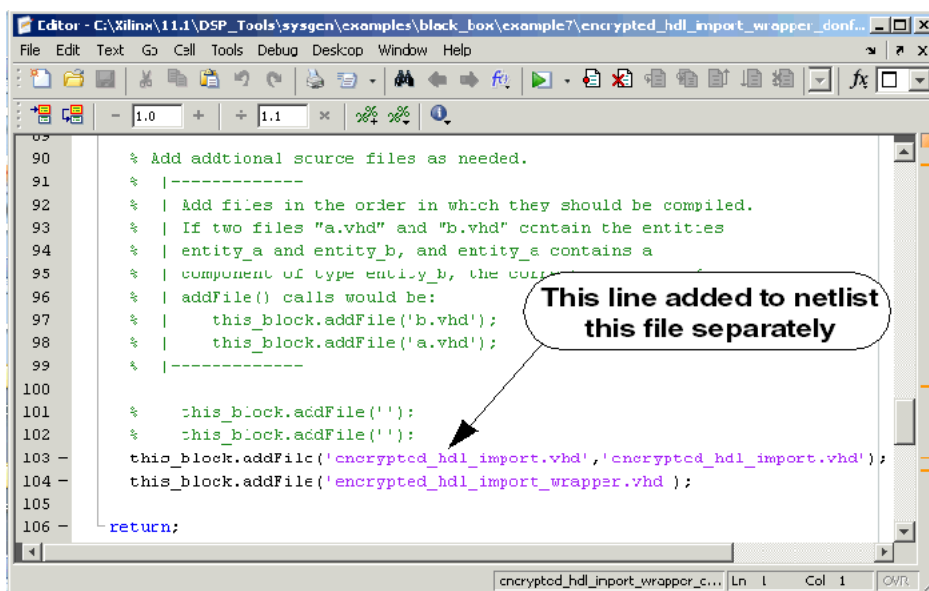 Editor - C:\Xilinx\11.1\DSP_Tools\sysgen\examples\black_box\example7\encrypted_hdl_import_wrapper_conf...
File Edit Text Go Cell Tools Debug Desktop Window Help
1.0
1.1
fx
89
90 % Add addtional source files as needed.
91 % |-------------
92 % | Add files in the order in which they should be compiled.
93 % | If two files "a.vhd" and "b.vhd" contain the entities
94 % | entity_a and entity_b, and entity_a contains a
95 % | component of type entity_b, the
96 % | addFile() calls would be:
97 % | this_block.addFile('b.vhd');
98 % | this_block.addFile('a.vhd');
99 % |-------------
100
101 % this_block.addFile('');
102 % this_block.addFile('');
103 - this_block.addFile('encrypted_hdl_import.vhd','encrypted_hdl_import.vhd');
104 - this_block.addFile('encrypted_hdl_import_wrapper.vhd');
105
106 - return;
This line added to netlist
this file separately
encrypted_hdl_import_wrapper_c...
Ln 1 Col 1 OVR